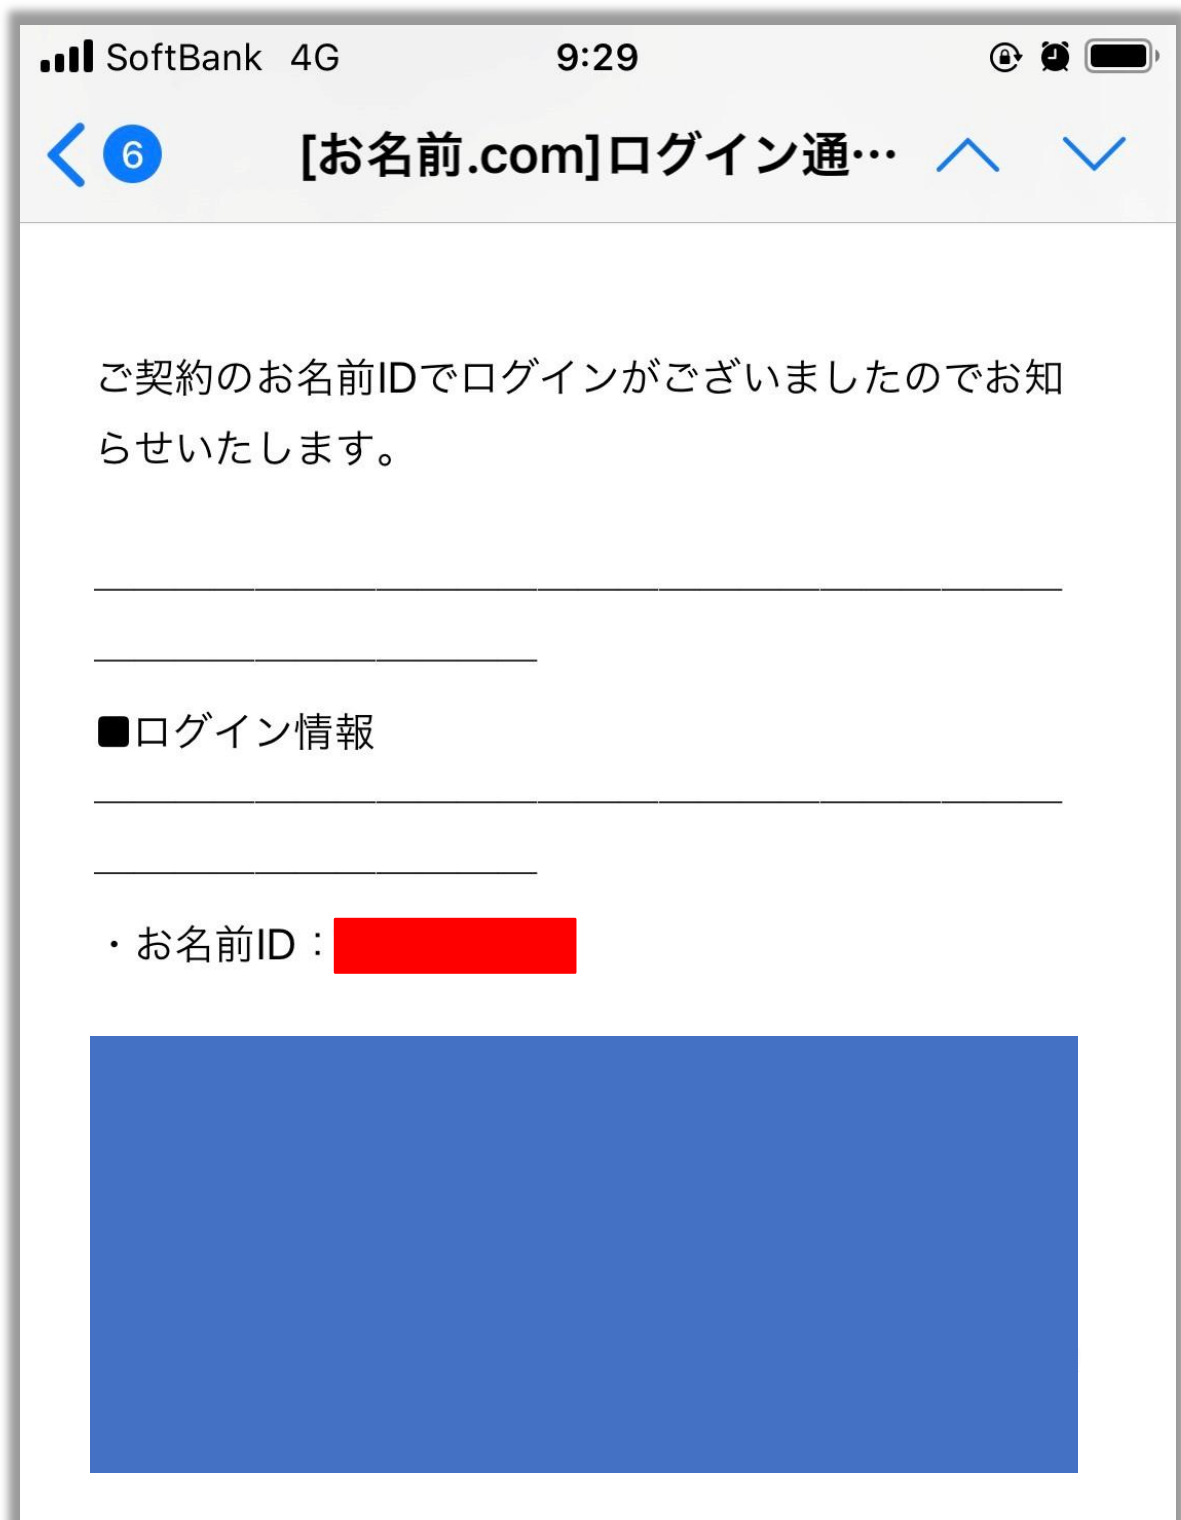 SoftBank 4G 9:29
6 [お名前.com]ログイン通…
ご契約のお名前IDでログインがございましたのでお知
らせいたします。
■ログイン情報
・お名前ID：